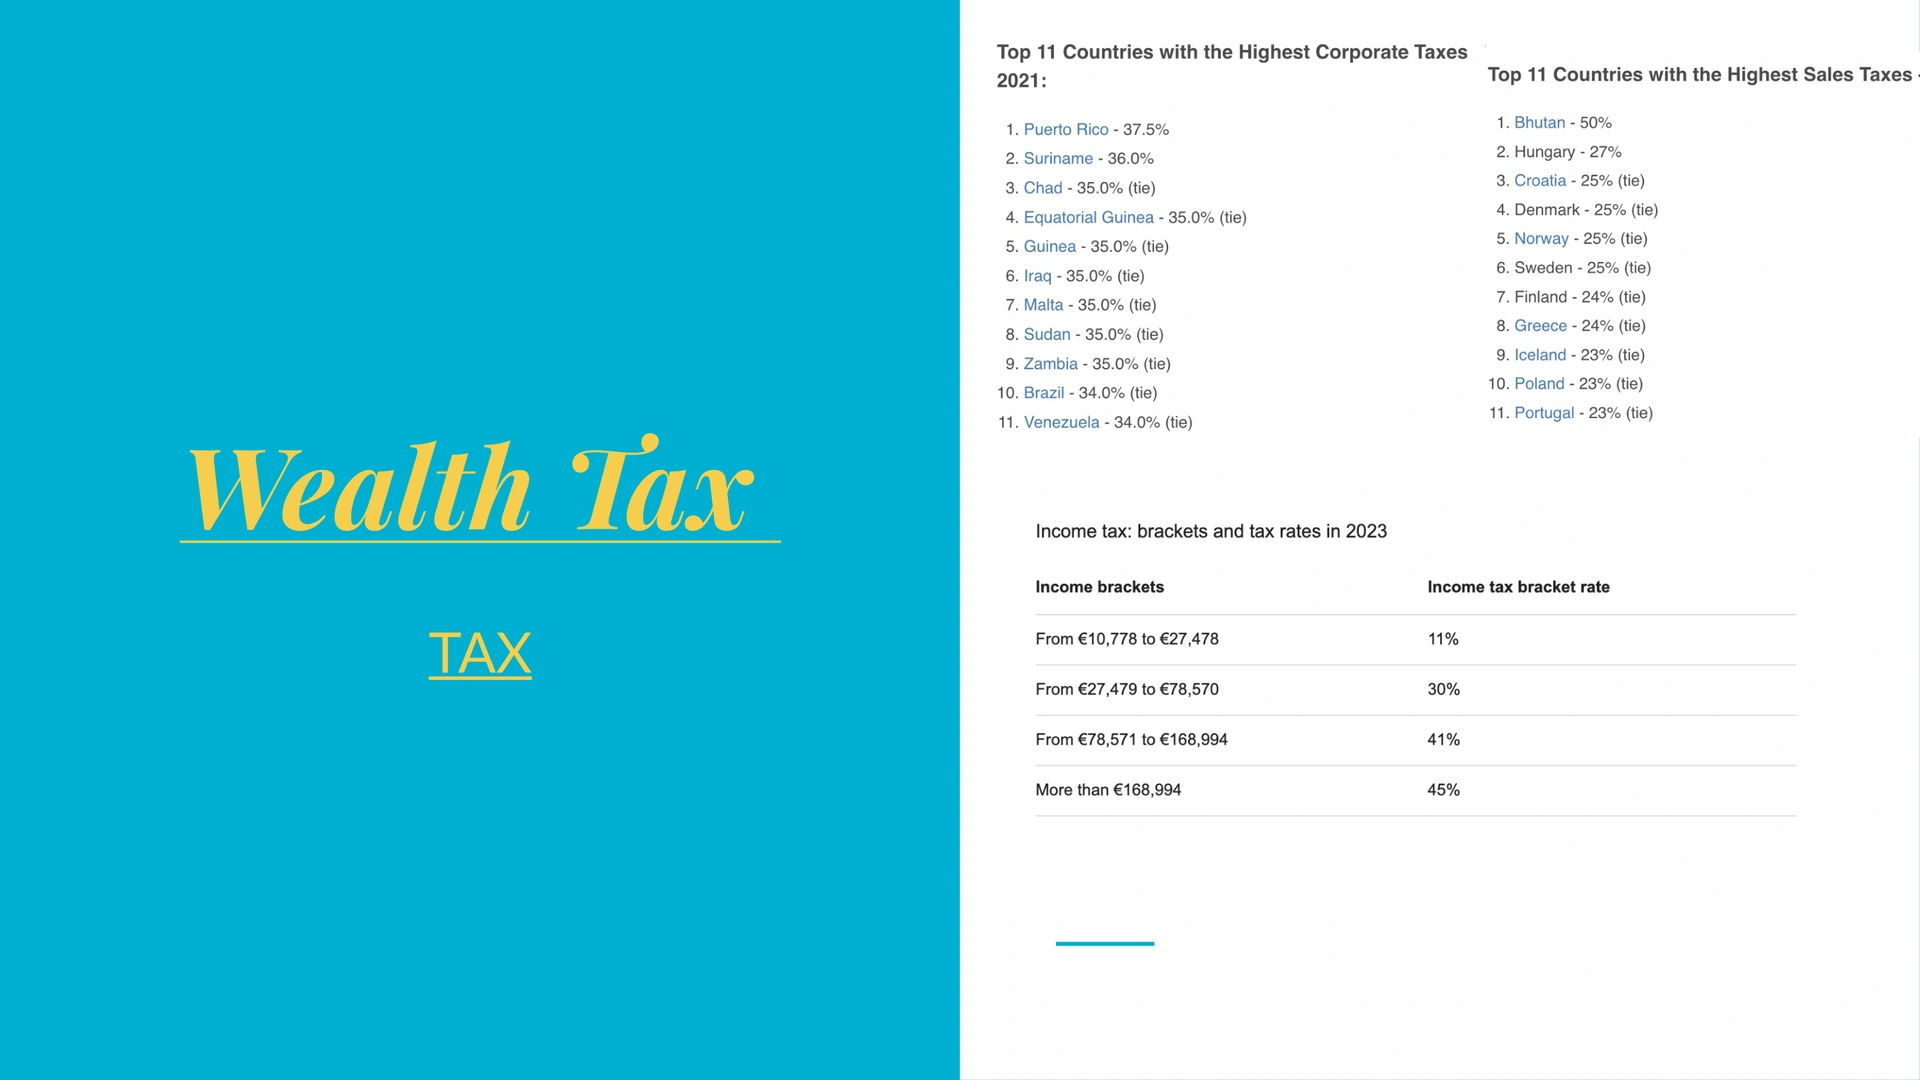 Wealth Tax
TAX
Top 11 Countries with the Highest Corporate Taxes
2021:
1. Puerto Rico - 37.5%
2. Suriname - 36.0%
3. Chad - 35.0% (tie)
4. Equatorial Guinea - 35.0% (tie)
5. Guinea - 35.0% (tie)
6. Iraq - 35.0% (tie)
7. Malta - 35.0% (tie)
8. Sudan - 35.0% (tie)
9. Zambia - 35.0% (tie)
10. Brazil - 34.0% (tie)
11. Venezuela - 34.0% (tie)
Top 11 Countries with the Highest Sales Taxes -
1. Bhutan - 50%
2. Hungary - 27%
3. Croatia - 25% (tie)
4. Denmark - 25% (tie)
5. Norway - 25% (tie)
6. Sweden - 25% (tie)
7. Finland - 24% (tie)
8. Greece - 24% (tie)
9. Iceland - 23% (tie)
10. Poland - 23% (tie)
11. Portugal - 23% (tie)
Income tax: brackets and tax rates in 2023
Income brackets Income tax bracket rate
From €10,778 to €27,478 11%
From €27,479 to €78,570 30%
From €78,571 to €168,994 41%
More than €168,994 45%